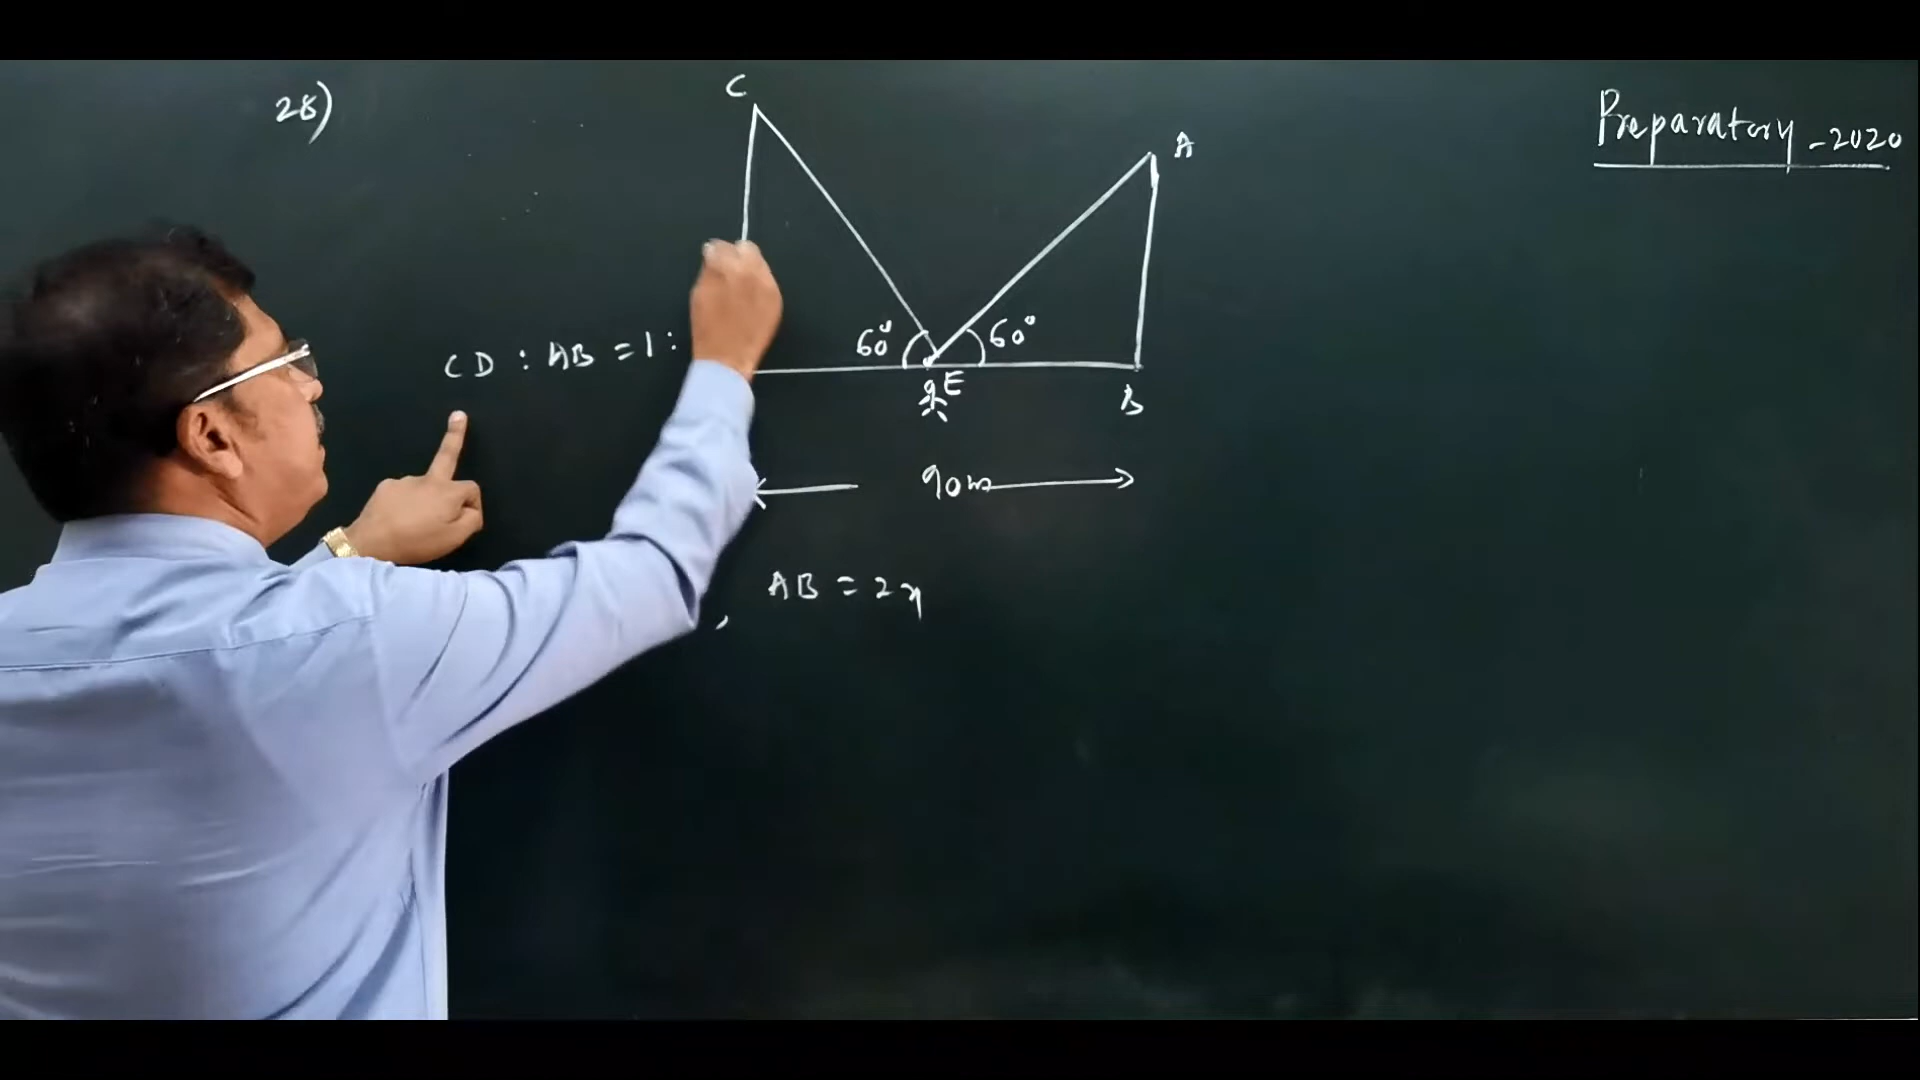 28)
Preparatory - 2020
C
A
60° 60°
CD : AB = 1 :
E
B
90m
, AB = 2x